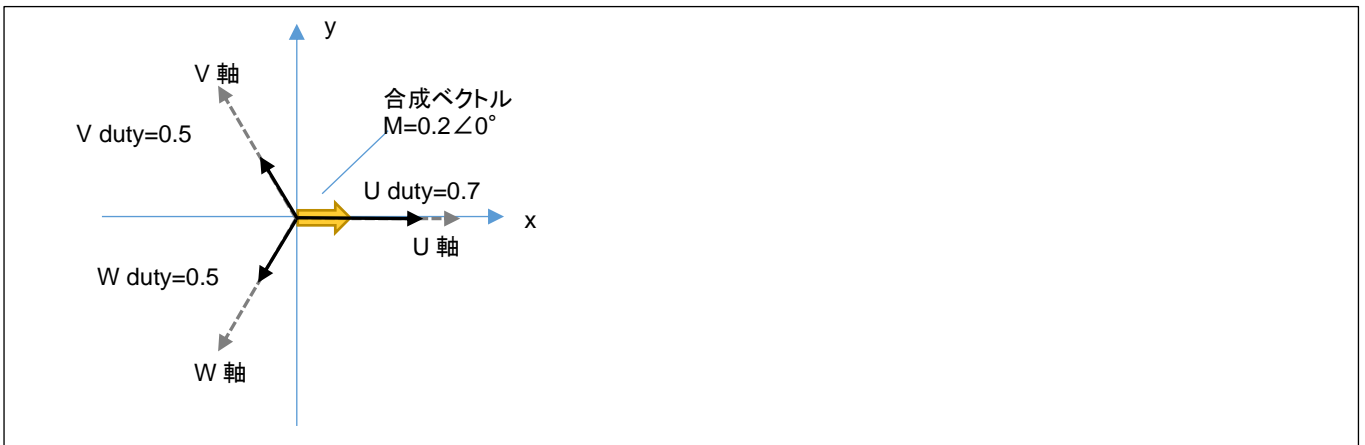 y
V 軸
合成ベクトル
M=0.2∠0°
V duty=0.5
U duty=0.7
x
U 軸
W duty=0.5
W 軸